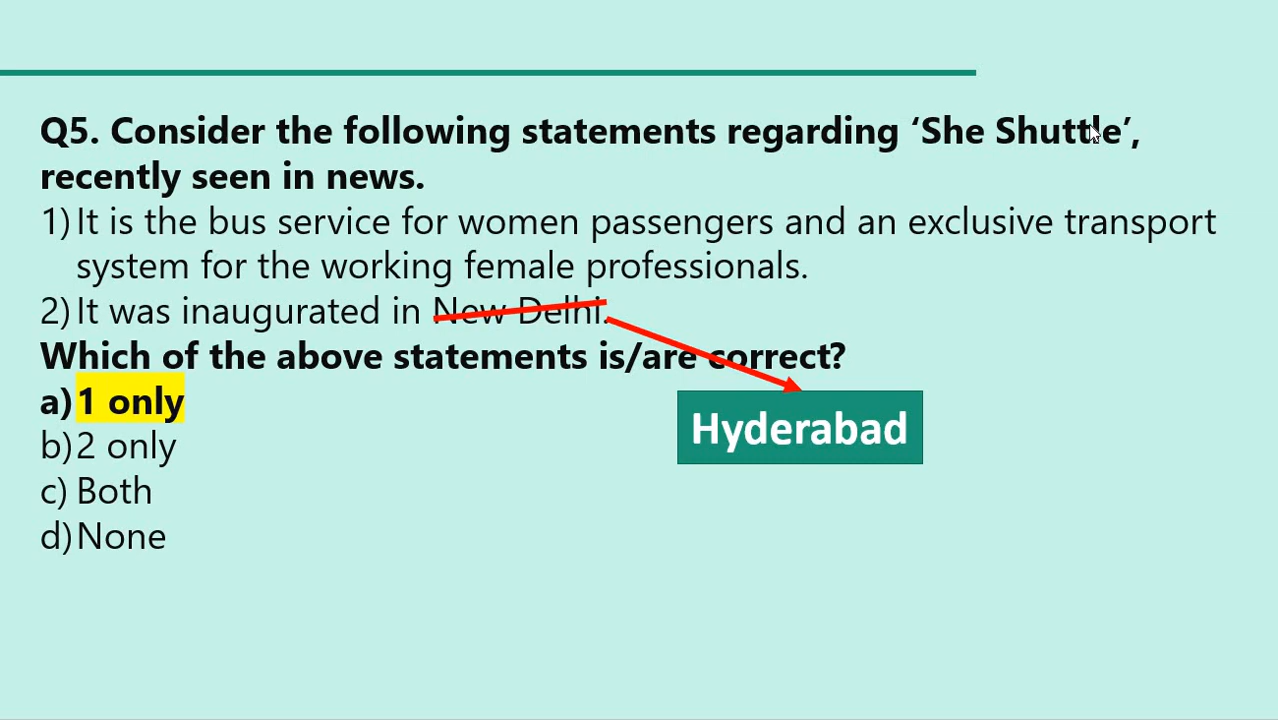 Q5. Consider the following statements regarding ‘She Shuttle’,
recently seen in news.
1) It is the bus service for women passengers and an exclusive transport
system for the working female professionals.
2) It was inaugurated in New Delhi.
Which of the above statements is/are correct?
a) 1 only
Hyderabad
b) 2 only
c) Both
d) None